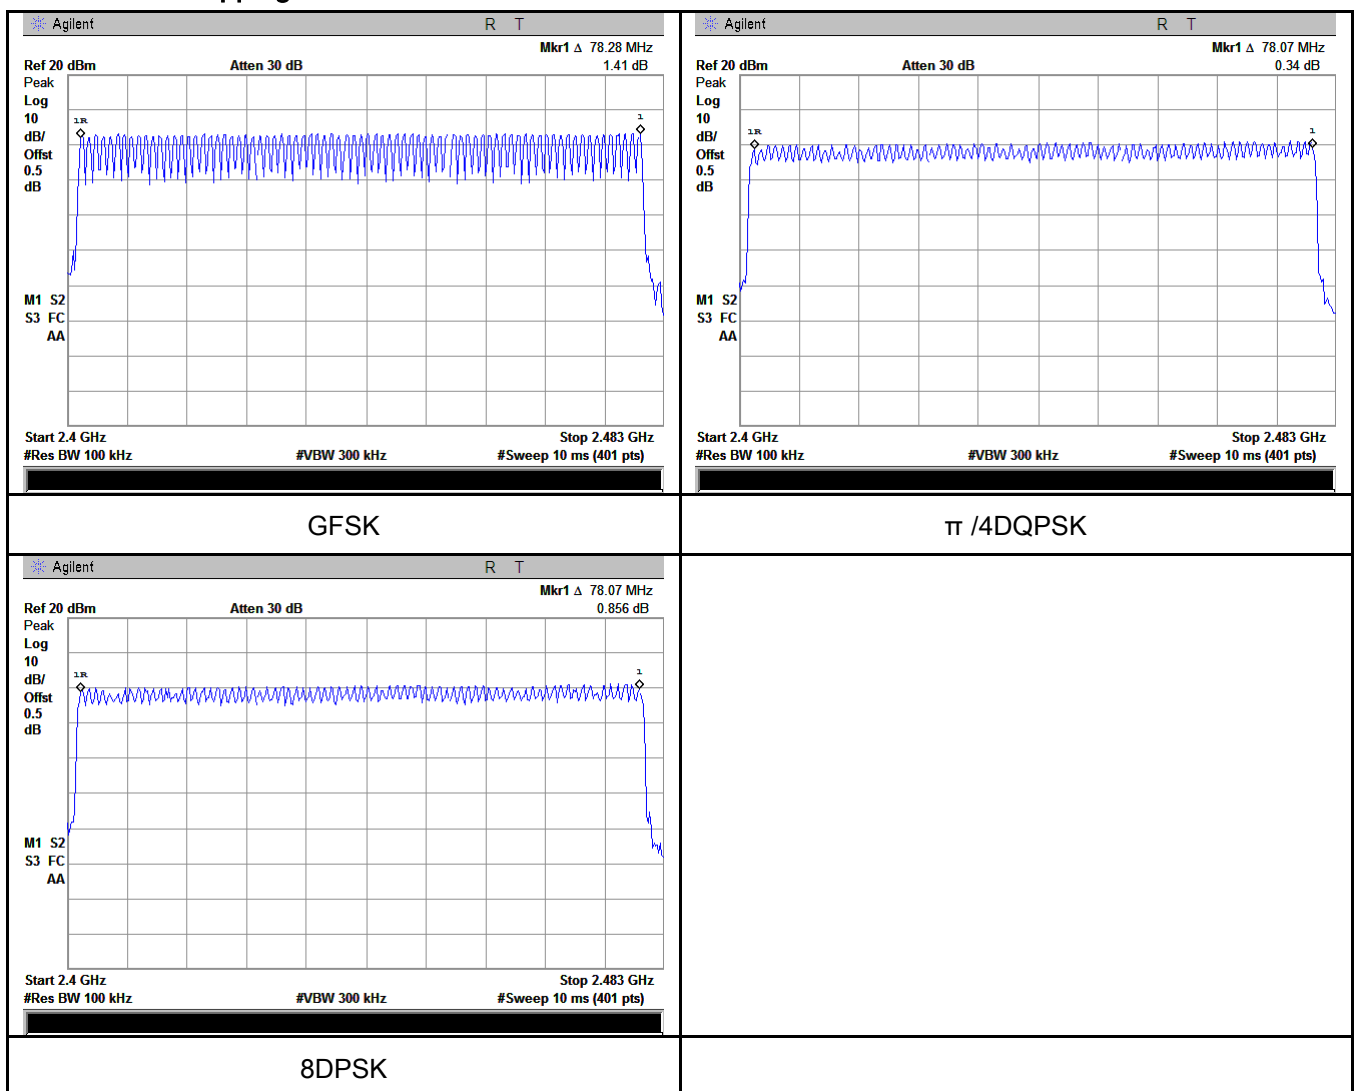 Agilent R T
Mkr1 Δ 78.28 MHz
Ref 20 dBm Atten 30 dB 1.41 dB
Peak
Log
10
dB/
Offst
0.5
dB
1R 1
M1 S2
S3 FC
AA
Start 2.4 GHz Stop 2.483 GHz
#Res BW 100 kHz #VBW 300 kHz #Sweep 10 ms (401 pts)
GFSK
Agilent R T
Mkr1 Δ 78.07 MHz
Ref 20 dBm Atten 30 dB 0.34 dB
Peak
Log
10
dB/
Offst
0.5
dB
1R 1
M1 S2
S3 FC
AA
Start 2.4 GHz Stop 2.483 GHz
#Res BW 100 kHz #VBW 300 kHz #Sweep 10 ms (401 pts)
π /4DQPSK
Agilent R T
Mkr1 Δ 78.07 MHz
Ref 20 dBm Atten 30 dB 0.856 dB
Peak
Log
10
dB/
Offst
0.5
dB
1R 1
M1 S2
S3 FC
AA
Start 2.4 GHz Stop 2.483 GHz
#Res BW 100 kHz #VBW 300 kHz #Sweep 10 ms (401 pts)
8DPSK